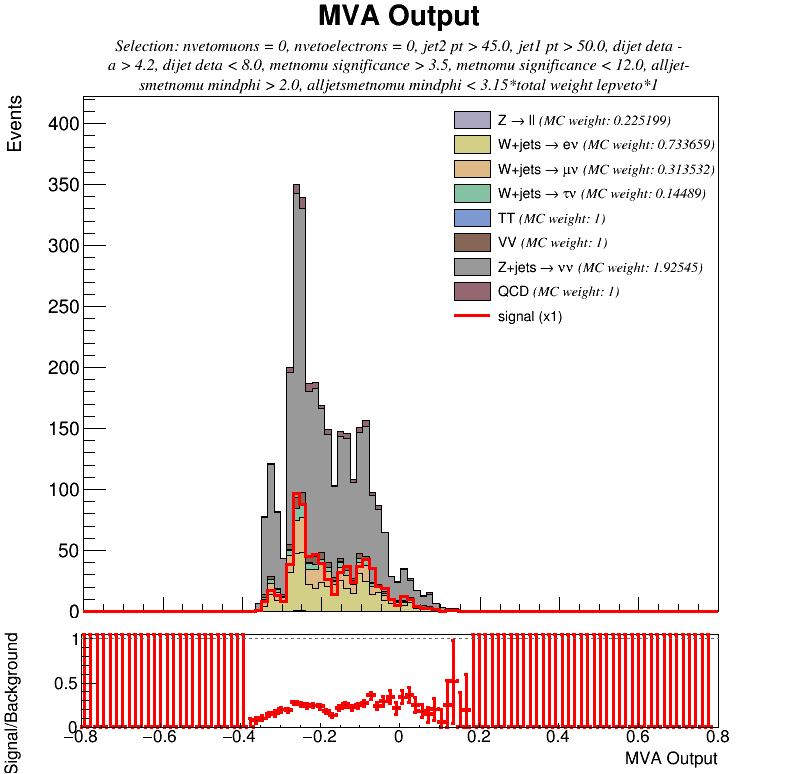 MVA Output
Selection: nvetomuons = 0, nvetoelectrons = 0, jet2 pt > 45.0, jet1 pt > 50.0, dijet deta -
a > 4.2, dijet deta < 8.0, metnomu significance > 3.5, metnomu significance < 12.0, alljet-
smetnomu mindphi > 2.0, alljetsmetnomu mindphi < 3.15*total weight lepveto*1
Events
400
350
300
250
200
150
100
50
0
Z → ll (MC weight: 0.225199)
W+jets → eν (MC weight: 0.733659)
W+jets → μν (MC weight: 0.313532)
W+jets → τν (MC weight: 0.14489)
TT (MC weight: 1)
VV (MC weight: 1)
Z+jets → νν (MC weight: 1.92545)
QCD (MC weight: 1)
signal (x1)
Signal/Background
1
0.5
0
−0.8 −0.6 −0.4 −0.2 0 0.2 0.4 0.6 0.8
MVA Output